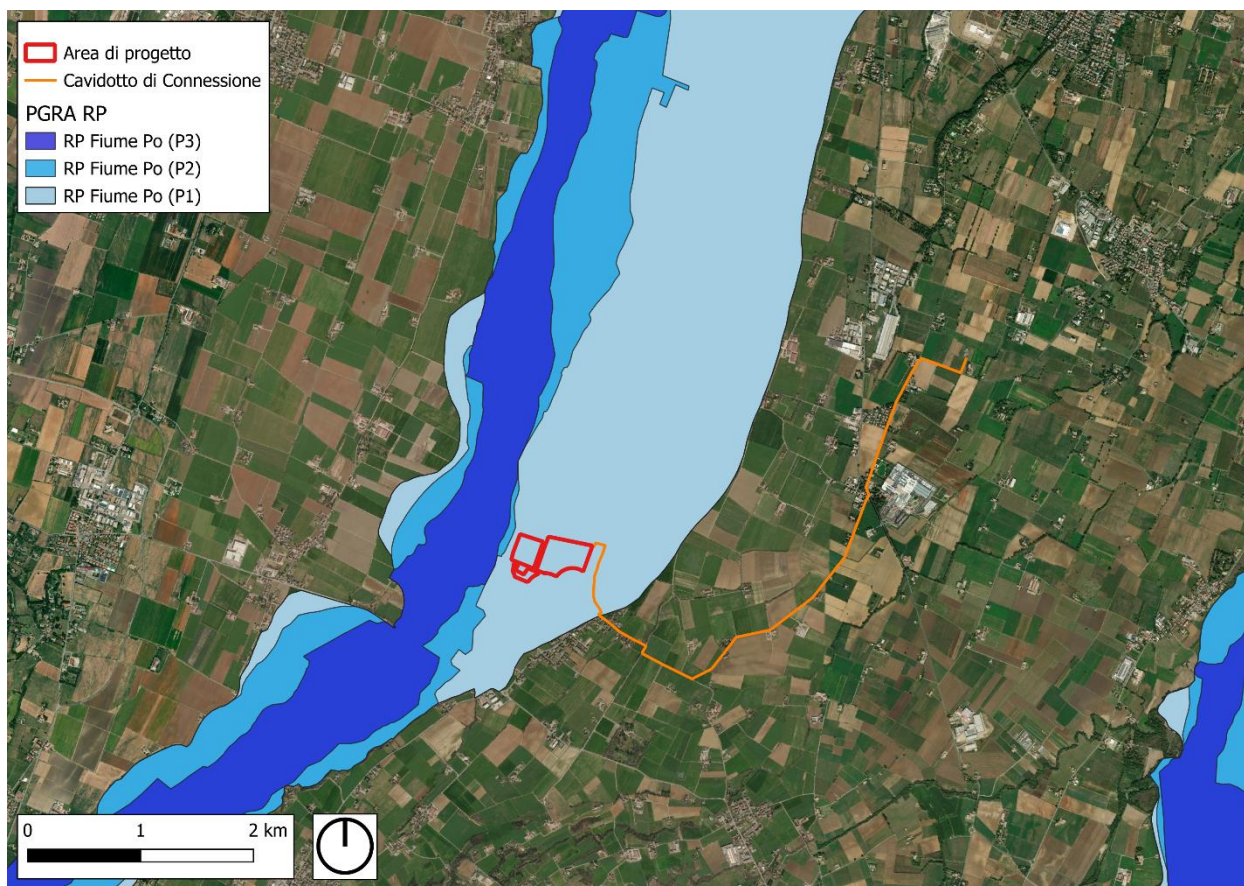 Area di progetto
Cavidotto di Connessione
PGRA RP
RP Fiume Po (P3)
RP Fiume Po (P2)
RP Fiume Po (P1)
0 1 2 km